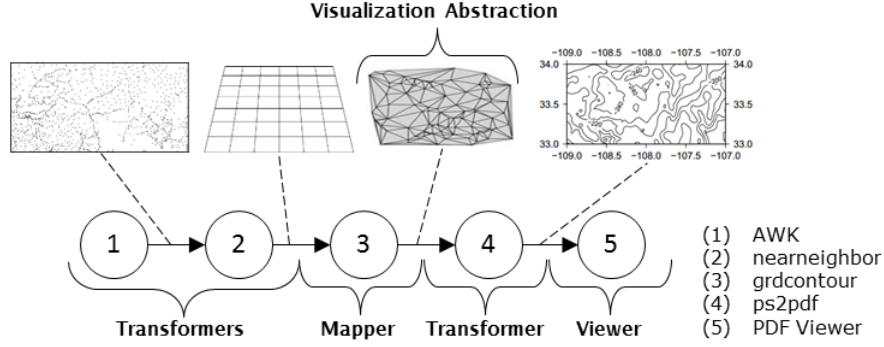 Visualization Abstraction
-109.0 -108.5 -108.0 -107.5 -107.0
34.0 34.0
33.5 33.5
33.0 33.0
-109.0 -108.5 -108.0 -107.5 -107.0
1 2 3 4 5
Transformers Mapper Transformer Viewer
(1) AWK
(2) nearneighbor
(3) grdcontour
(4) ps2pdf
(5) PDF Viewer